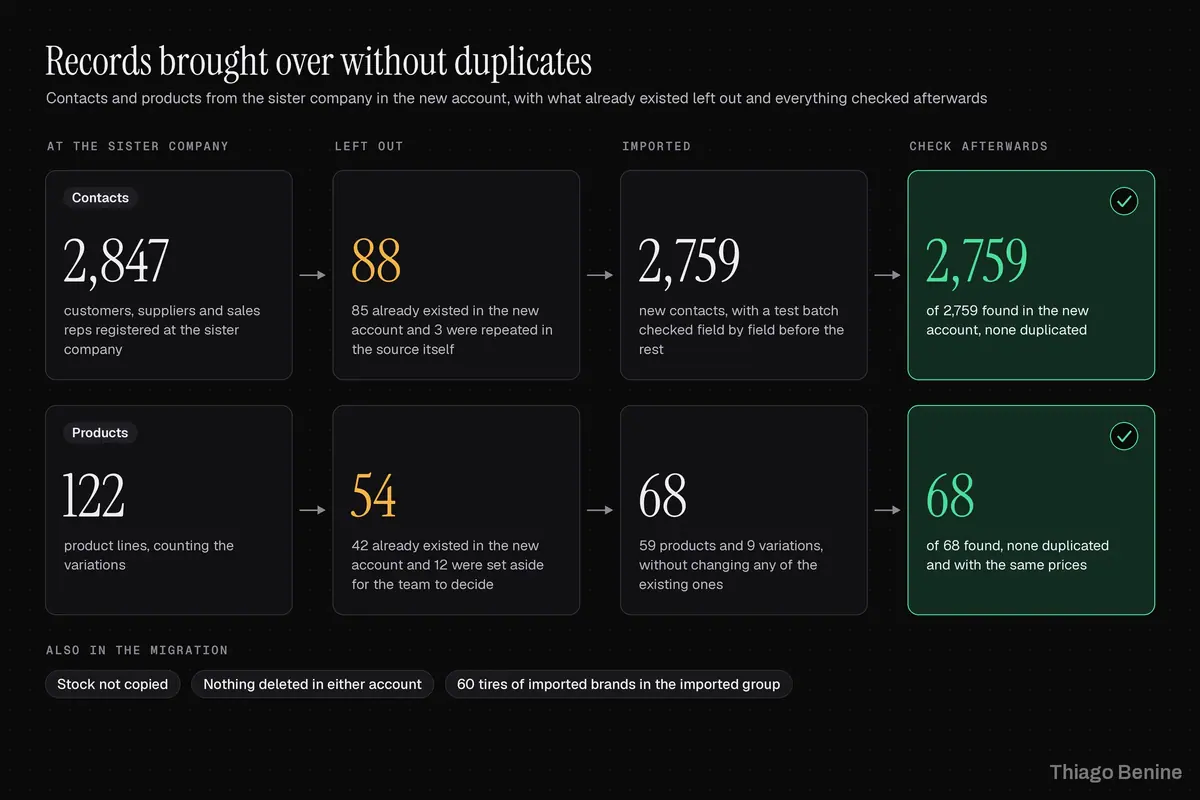 Records brought over without duplicates
Contacts and products from the sister company in the new account, with what already existed left out and everything checked afterwards
AT THE SISTER COMPANY
LEFT OUT
IMPORTED
CHECK AFTERWARDS
Contacts
2,847
customers, suppliers and sales
reps registered at the sister
company
88
85 already existed in the new
account and 3 were repeated in
the source itself
2,759
new contacts, with a test batch
checked field by field before the
rest
2,759
of 2,759 found in the new
account, none duplicated
Products
122
product lines, counting the
variations
54
42 already existed in the new
account and 12 were set aside
for the team to decide
68
59 products and 9 variations,
without changing any of the
existing ones
68
of 68 found, none duplicated
and with the same prices
ALSO IN THE MIGRATION
Stock not copied
Nothing deleted in either account
60 tires of imported brands in the imported group
Thiago Benine